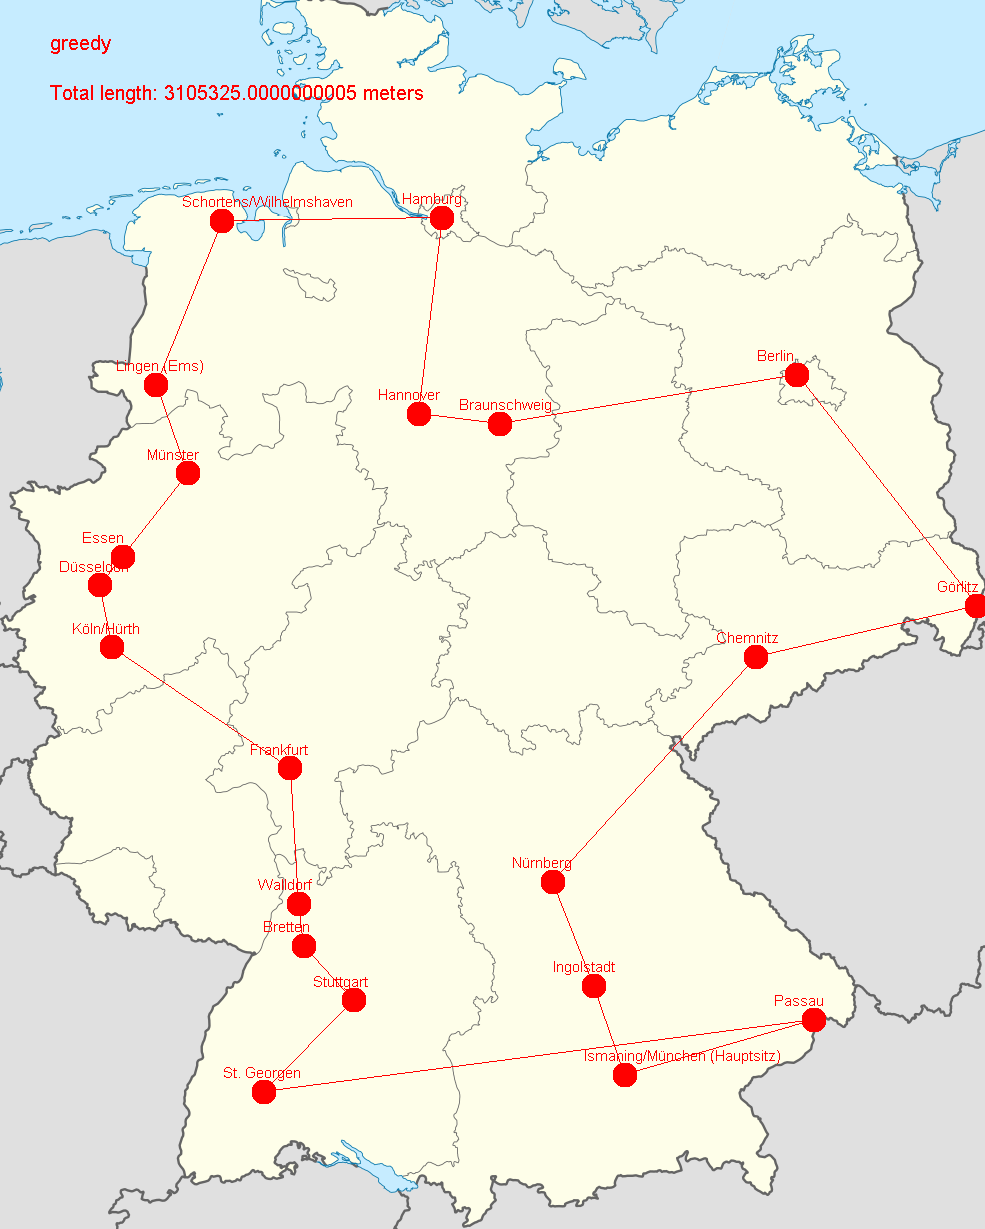 greedy
Total length: 3105325.0000000005 meters
Schortens/Wilhelmshaven
Hamburg
Lingen (Ems)
Berlin
Hannover
Braunschweig
Münster
Essen
Düsseldorf
Görlitz
Köln/Hürth
Chemnitz
Frankfurt
Nürnberg
Walldorf
Bretten
Ingolstadt
Stuttgart
Passau
Ismaning/München (Hauptsitz)
St. Georgen